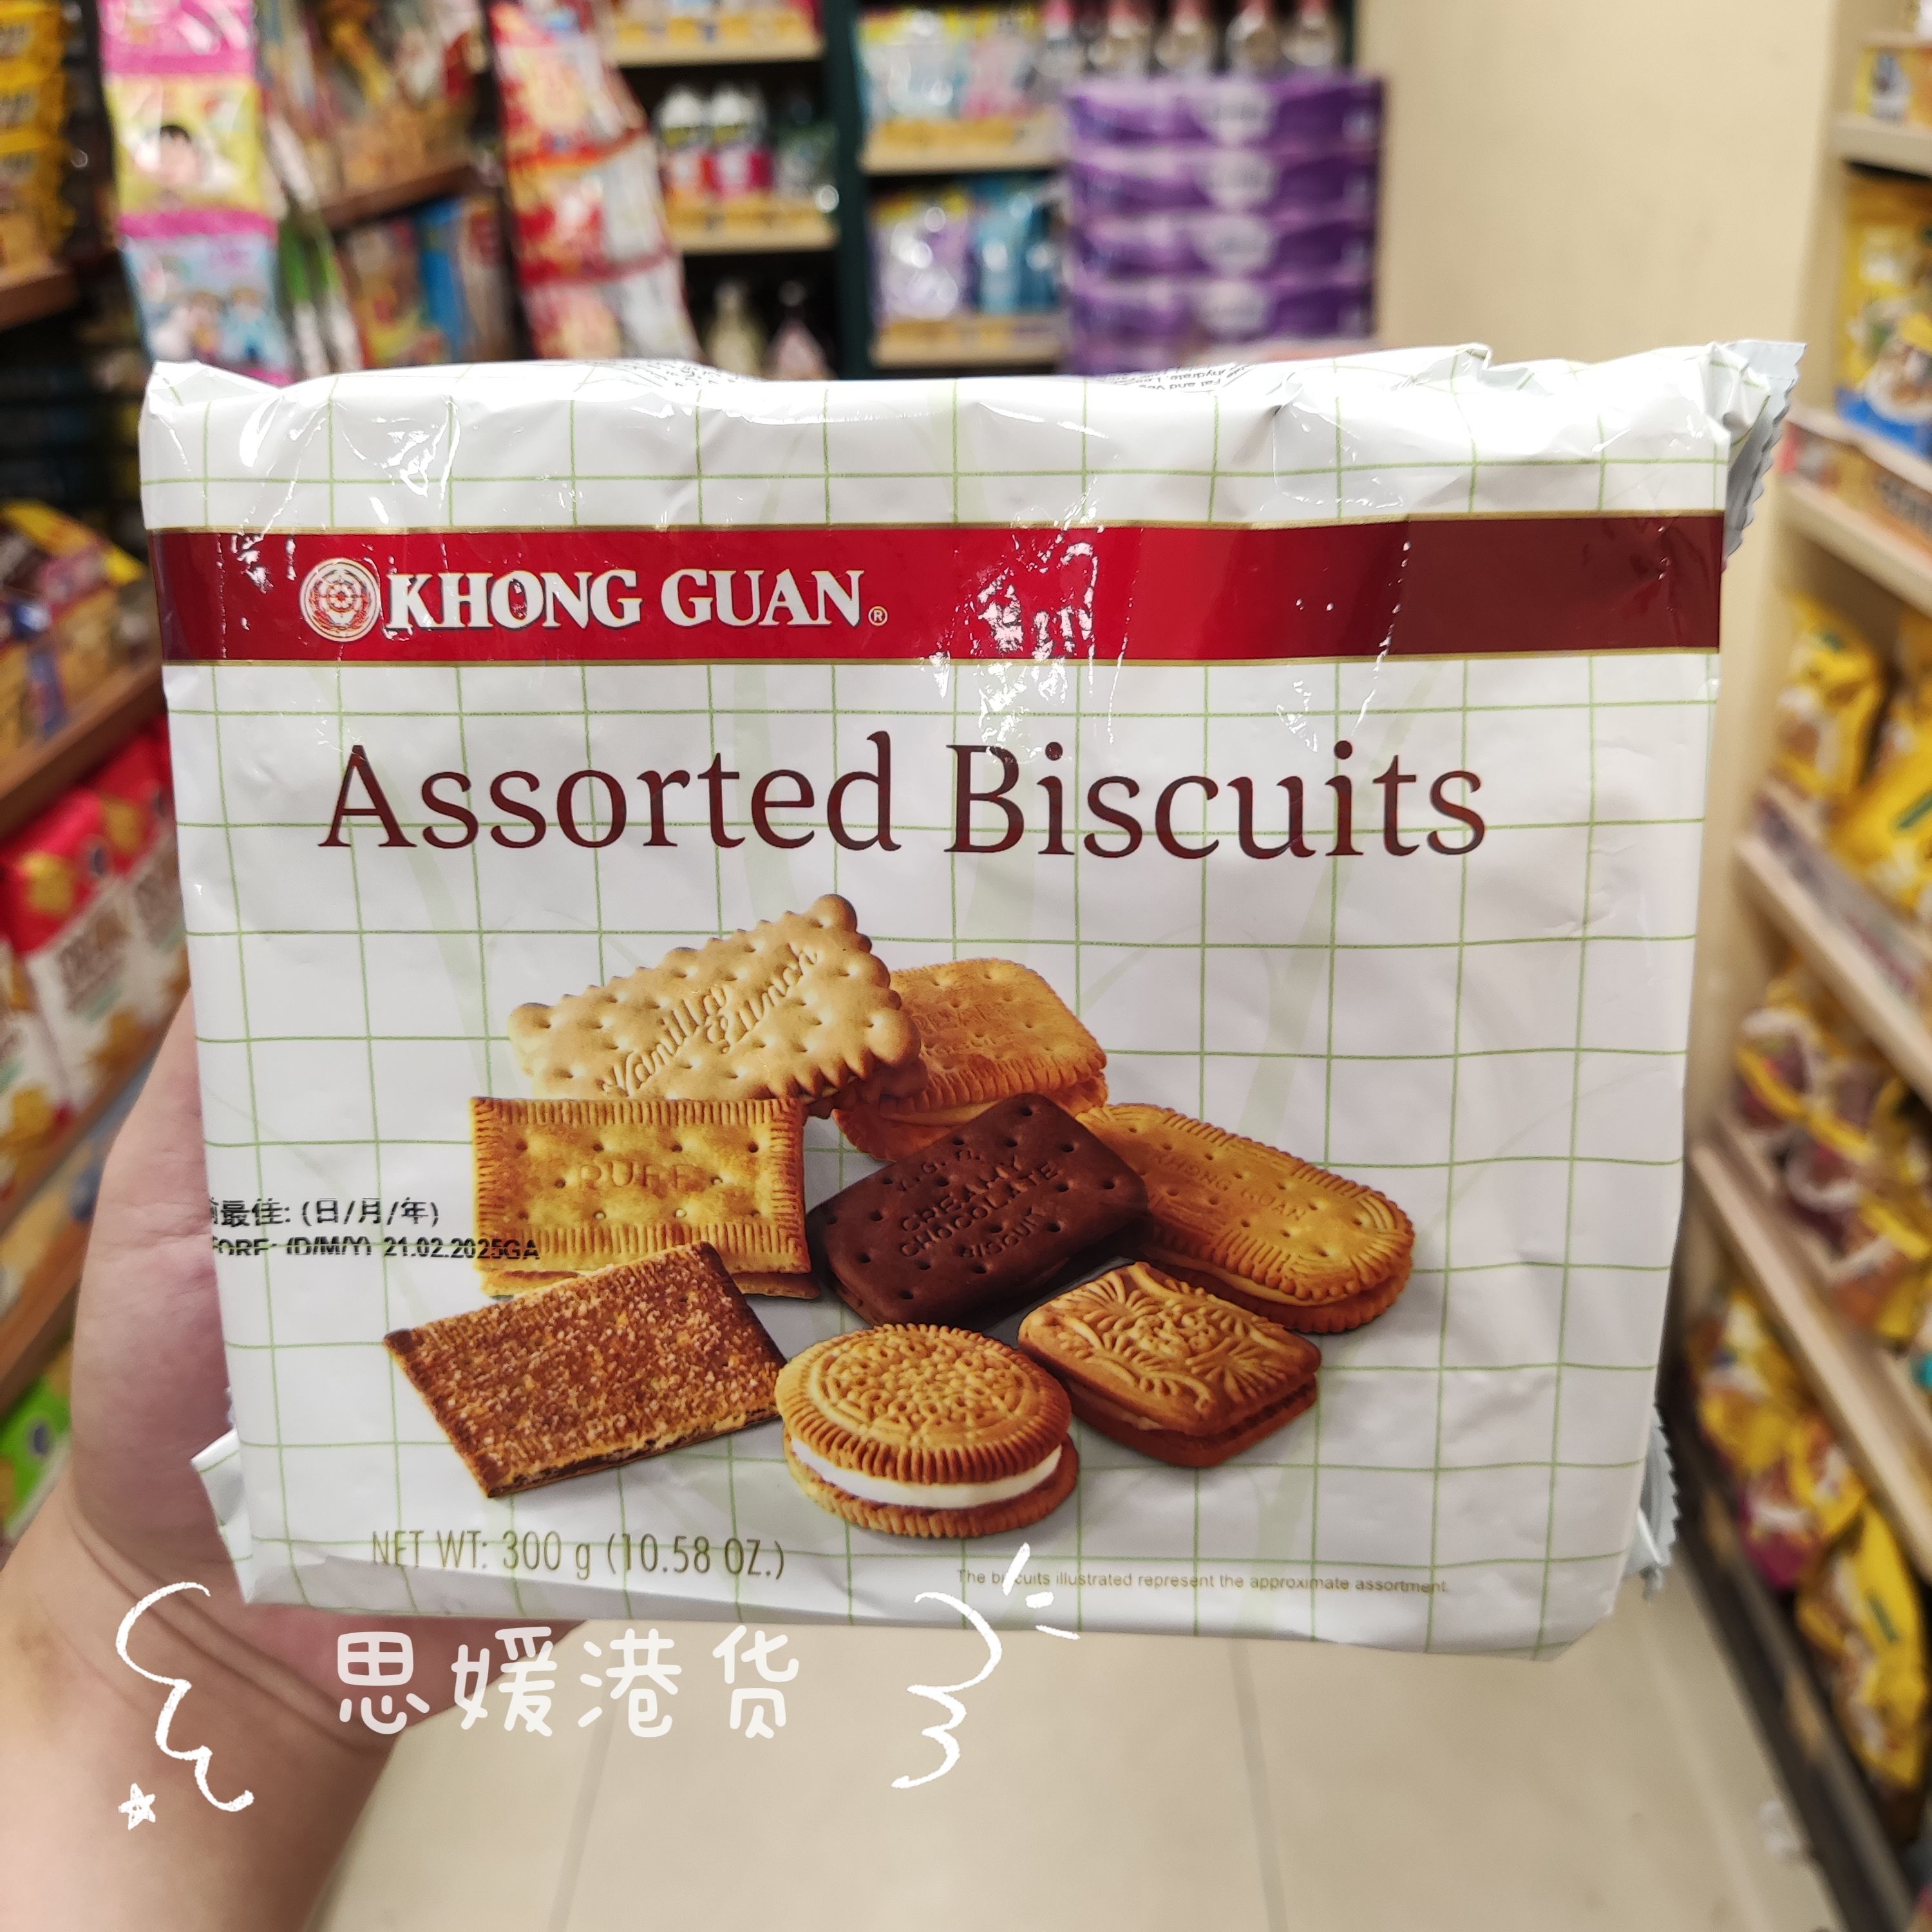 KHONG GUAN®
Assorted Biscuits
Vanilla
Lemon
PUFF
CREAMY
CHOCOLATE
BISCUIT
KHONG GUAN
最佳: (日/月/年)
FORE: (D/M/Y) 21.02.2025GA
NET WT: 300 g (10.58 OZ.)
The biscuits illustrated represent the approximate assortment.
思媛港货